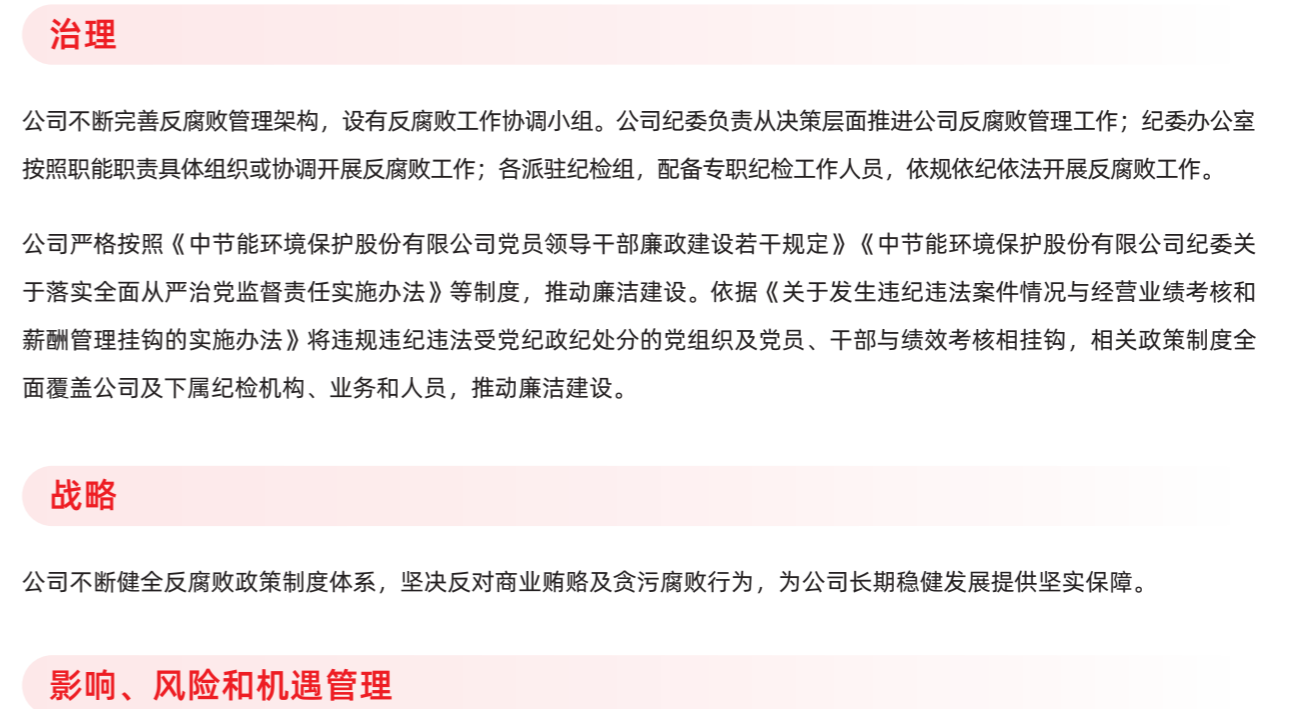 治理
公司不断完善反腐败管理架构，设有反腐败工作协调小组。公司纪委负责从决策层面推进公司反腐败管理工作；纪委办公室
按照职能职责具体组织或协调开展反腐败工作；各派驻纪检组，配备专职纪检工作人员，依规依纪依法开展反腐败工作。
公司严格按照《中节能环境保护股份有限公司党员领导干部廉政建设若干规定》《中节能环境保护股份有限公司纪委关
于落实全面从严治党监督责任实施办法》等制度，推动廉洁建设。依据《关于发生违纪违法案件情况与经营业绩考核和
薪酬管理挂钩的实施办法》将违规违纪违法受党纪政纪处分的党组织及党员、干部与绩效考核相挂钩，相关政策制度全
面覆盖公司及下属纪检机构、业务和人员，推动廉洁建设。
战略
公司不断健全反腐败政策制度体系，坚决反对商业贿赂及贪污腐败行为，为公司长期稳健发展提供坚实保障。
影响、风险和机遇管理